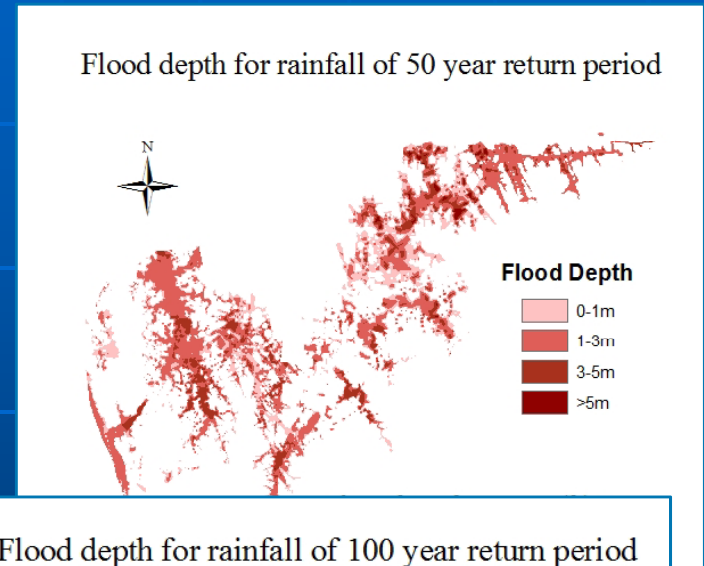 Flood depth for rainfall of 50 year return period
N
Flood Depth
0-1m
1-3m
3-5m
>5m
Flood depth for rainfall of 100 year return period